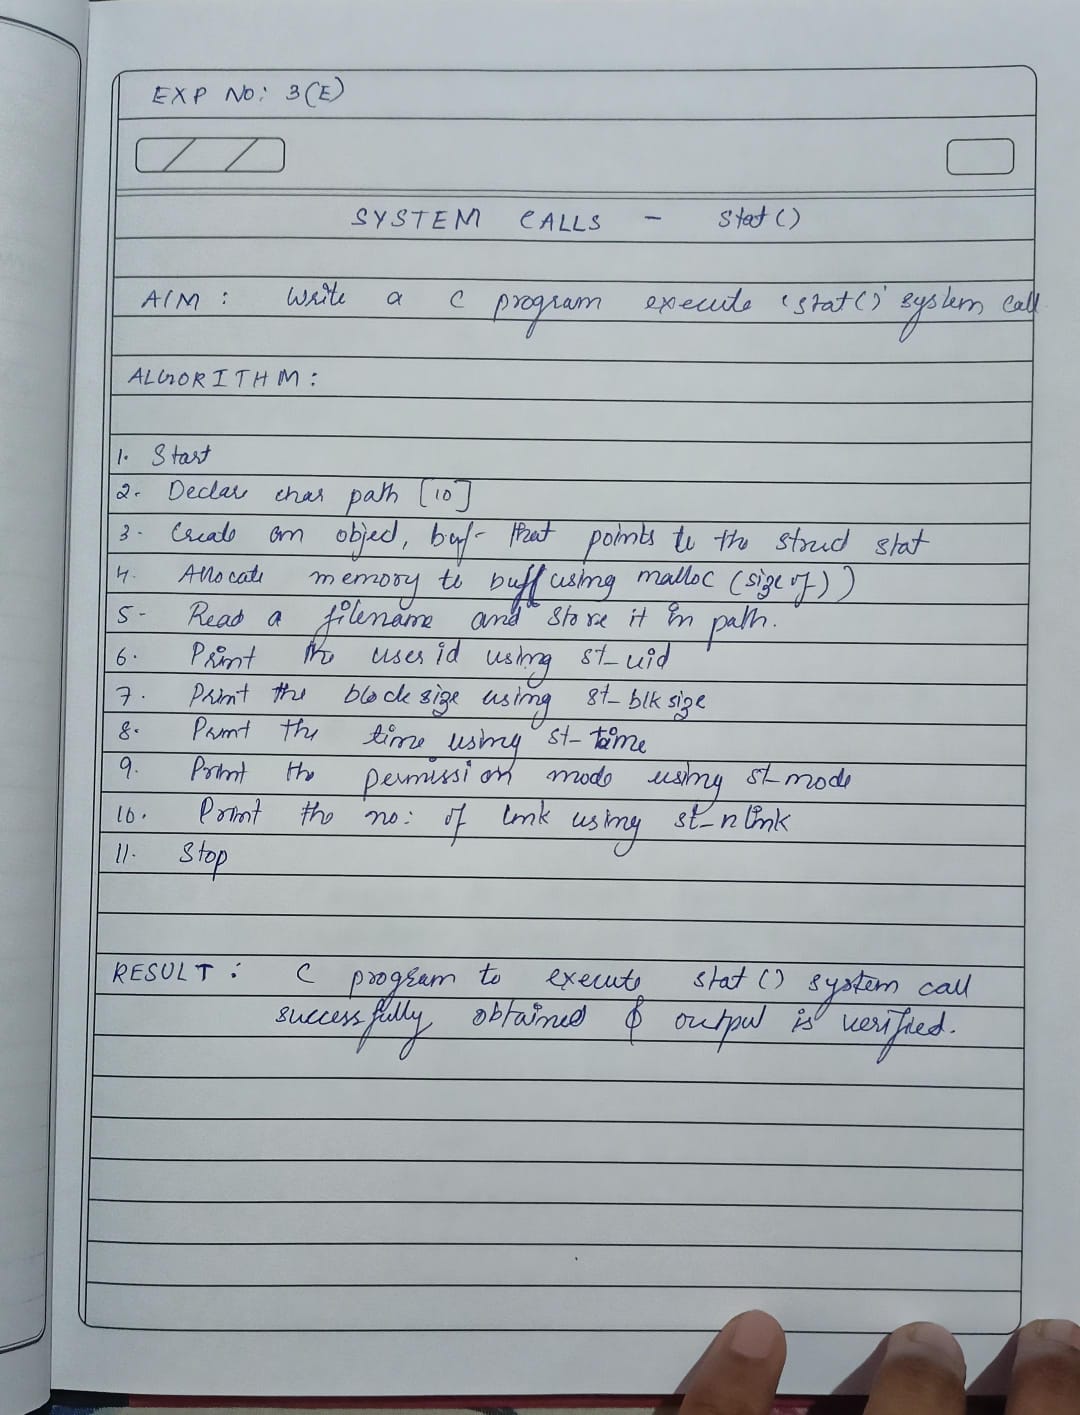 EXP NO: 3(E)
SYSTEM CALLS - stat()
AIM : Write a C program execute 'stat()' system call
ALGORITHM :
1. Start
2. Declare char path [10]
3. Create an object, buf- that points to the struct stat
4. Allocate memory to buff using malloc (size of))
5- Read a filename and store it in path.
6. Print the user id using st_uid
7. Print the block size using st_blk size
8. Print the time using st_time
9. Print the permission mode using st_mode
10. Print the no: of link using st_nlink
11. Stop
RESULT : C program to execute stat() system call
successfully obtained & output is verified.